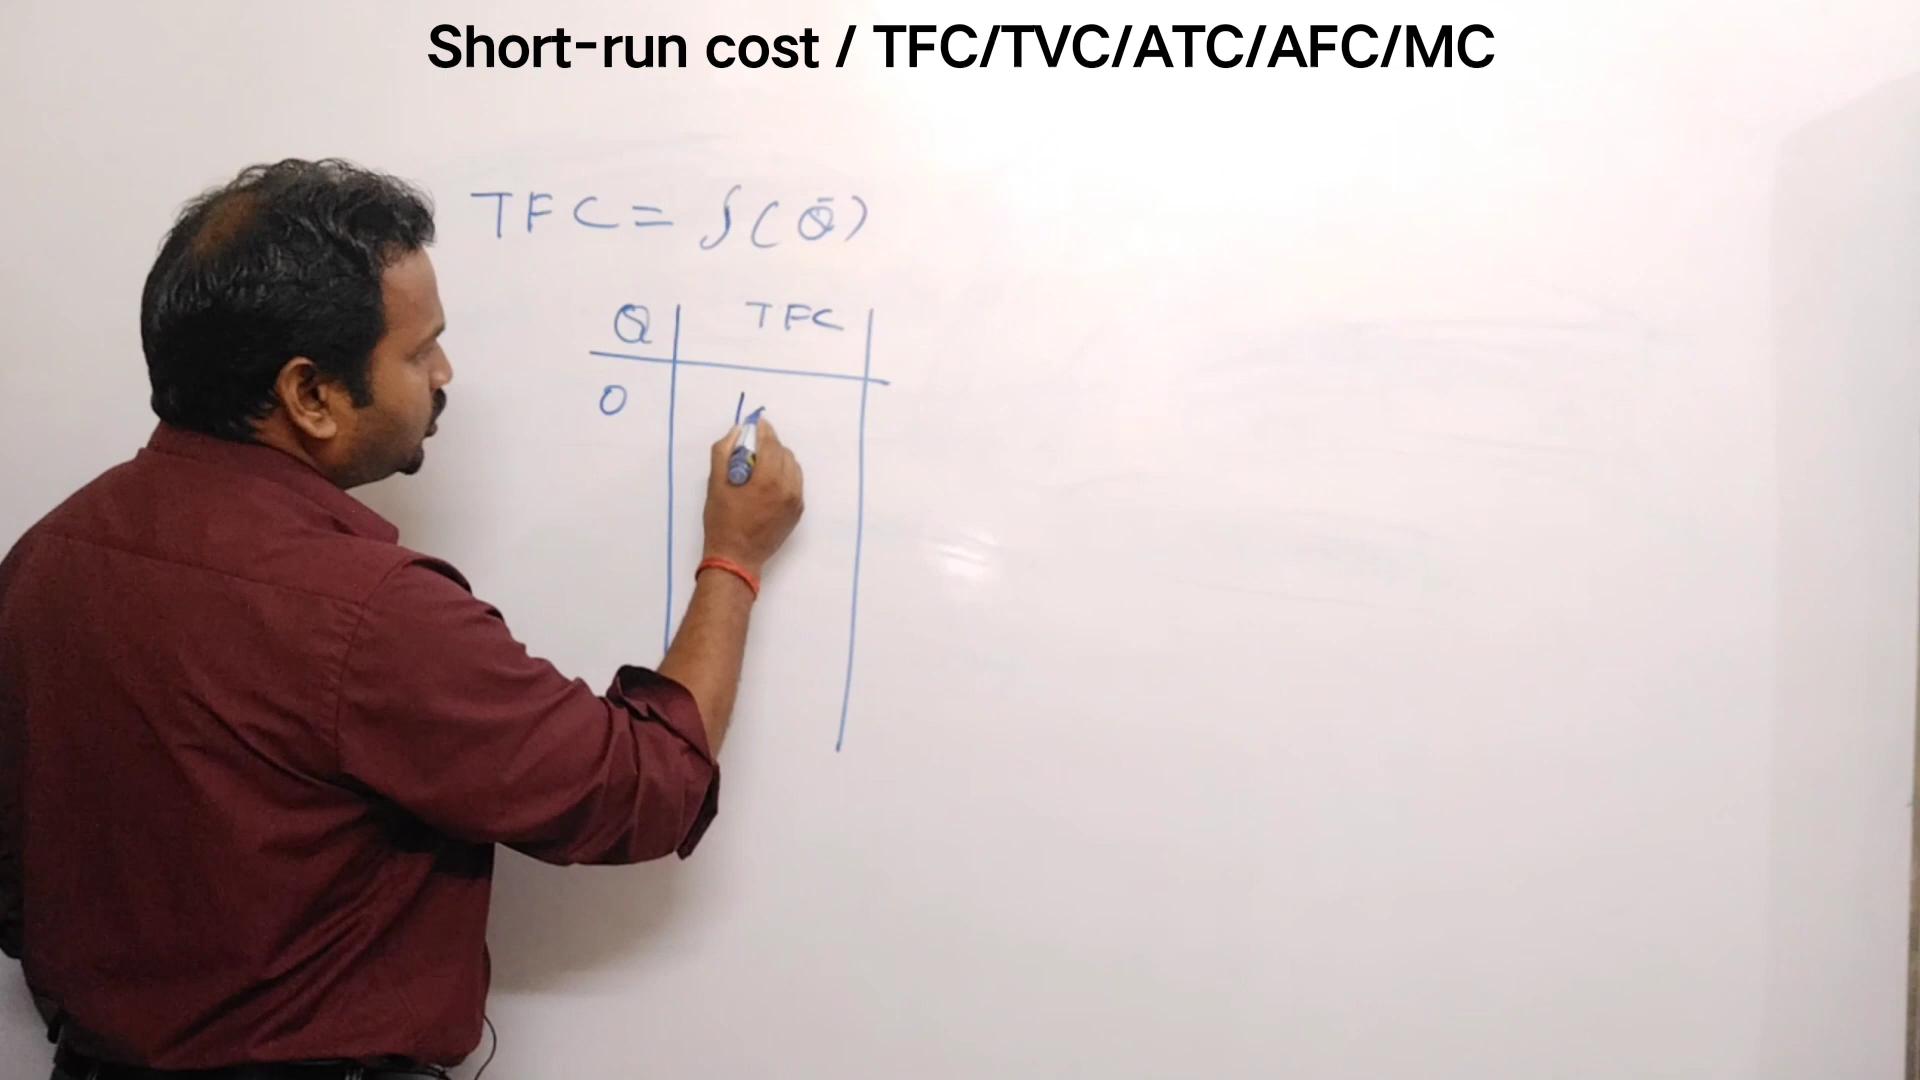 Short-run cost / TFC/TVC/ATC/AFC/MC
TFC = f(Q̄)
Q TFC
0